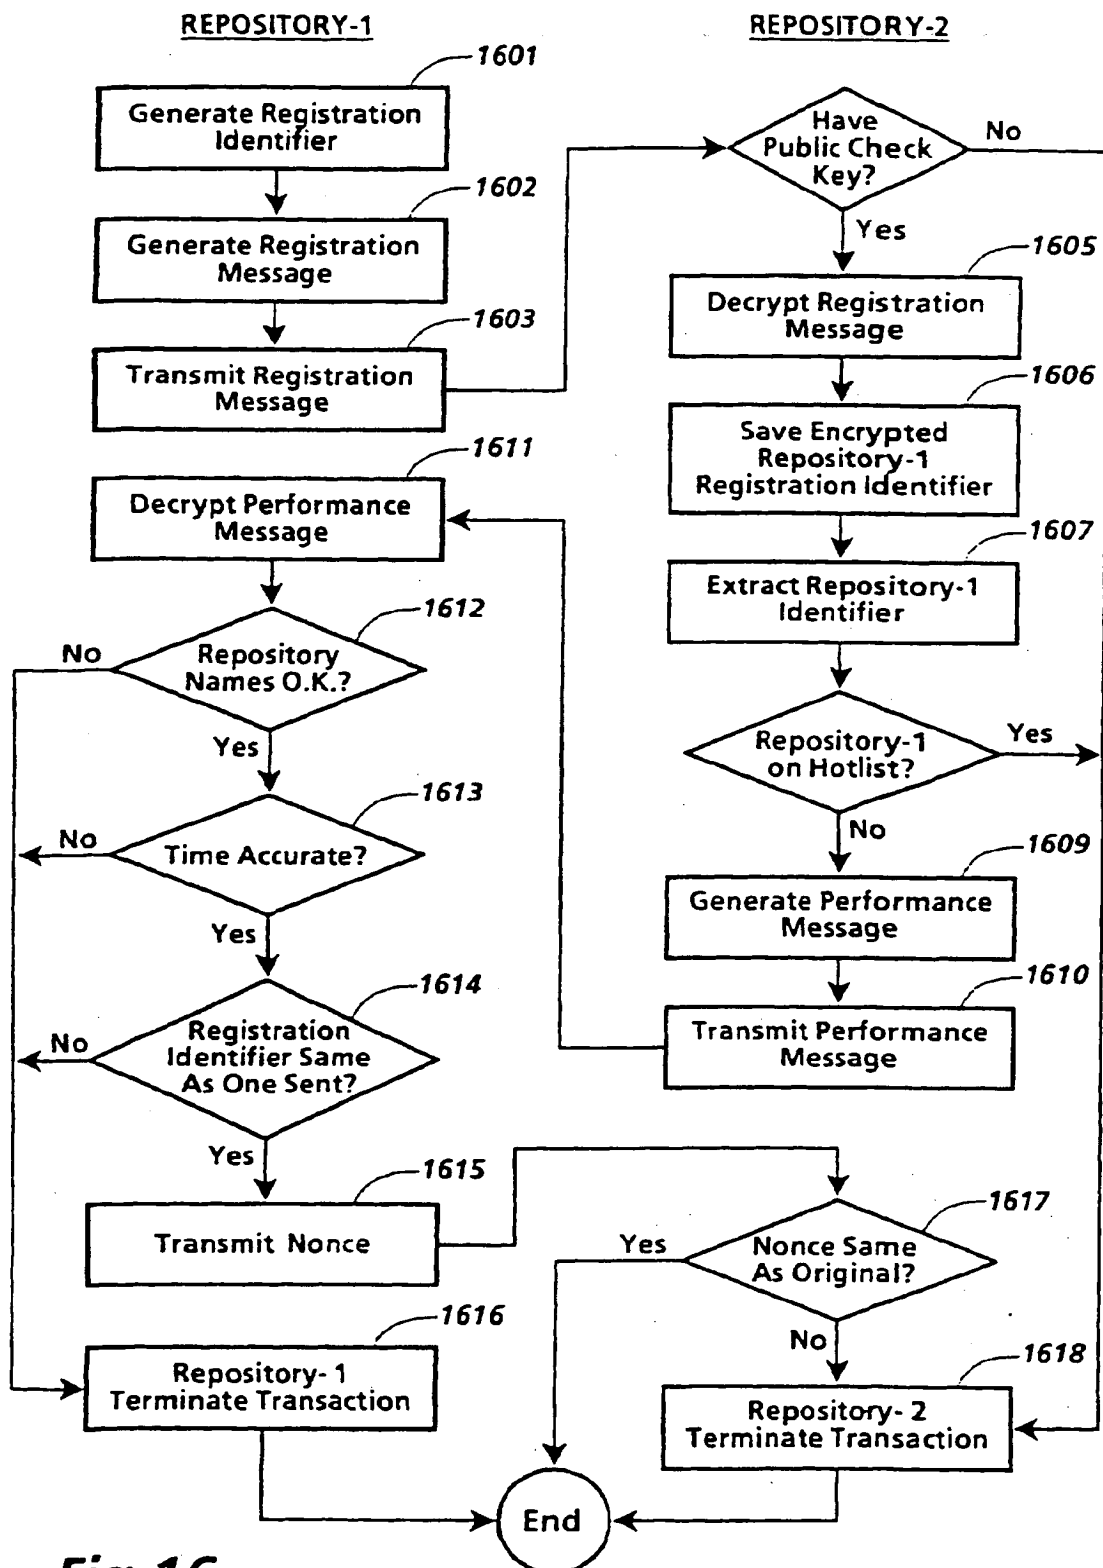 REPOSITORY-1
1601
Generate Registration
Identifier
1602
Generate Registration
Message
1603
Transmit Registration
Message
1611
Decrypt Performance
Message
1612
No
Repository
Names O.K.?
Yes
1613
No
Time Accurate?
Yes
1614
No
Registration
Identifier Same
As One Sent?
Yes
1615
Transmit Nonce
1616
Repository- 1
Terminate Transaction
REPOSITORY-2
Have
Public Check
Key?
No
Yes
1605
Decrypt Registration
Message
1606
Save Encrypted
Repository-1
Registration Identifier
1607
Extract Repository-1
Identifier
Repository-1
on Hotlist?
Yes
No
1609
Generate Performance
Message
1610
Transmit Performance
Message
1617
Yes
Nonce Same
As Original?
No
1618
Repository- 2
Terminate Transaction
End